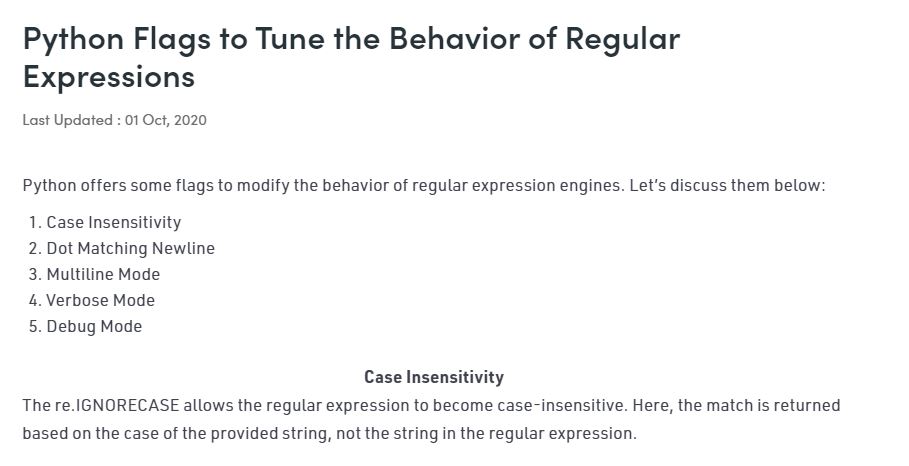 Python Flags to Tune the Behavior of Regular
Expressions
Last Updated : 01 Oct, 2020
Python offers some flags to modify the behavior of regular expression engines. Let's discuss them below:
1. Case Insensitivity
2. Dot Matching Newline
3. Multiline Mode
4. Verbose Mode
5. Debug Mode
Case Insensitivity
The re.IGNORECASE allows the regular expression to become case-insensitive. Here, the match is returned
based on the case of the provided string, not the string in the regular expression.